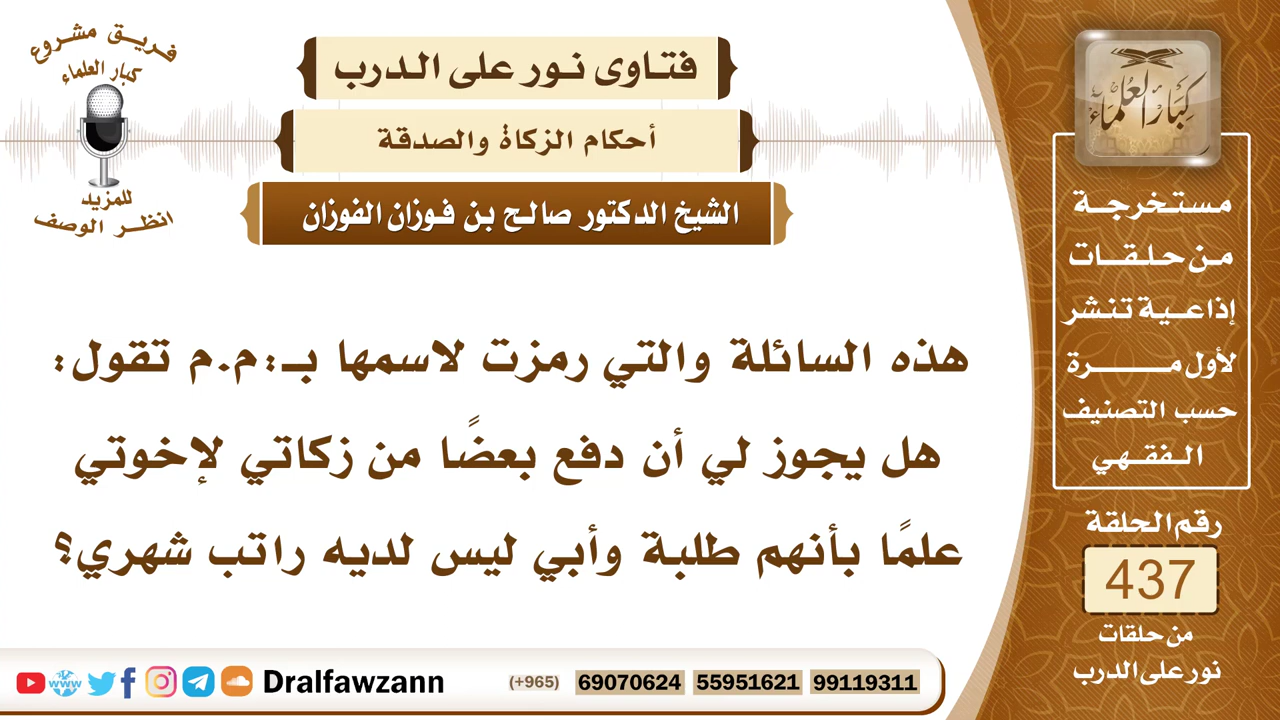 فريق مشروع
كبار العلماء
للمزيد
انظر الوصف
فتاوى نور على الدرب
أحكام الزكاة والصدقة
الشيخ الدكتور صالح بن فوزان الفوزان
هذه السائلة والتي رمزت لاسمها بـ:م.م تقول:
هل يجوز لي أن دفع بعضًا من زكاتي لإخوتي
علمًا بأنهم طلبة وأبي ليس لديه راتب شهري؟
كبار العلماء
مستخرجة
من حلقات
إذاعية تنشر
لأول مرة
حسب التصنيف
الفقهي
رقم الحلقة
437
من حلقات
نور على الدرب
www Dralfawzann (+965) 69070624 55951621 99119311